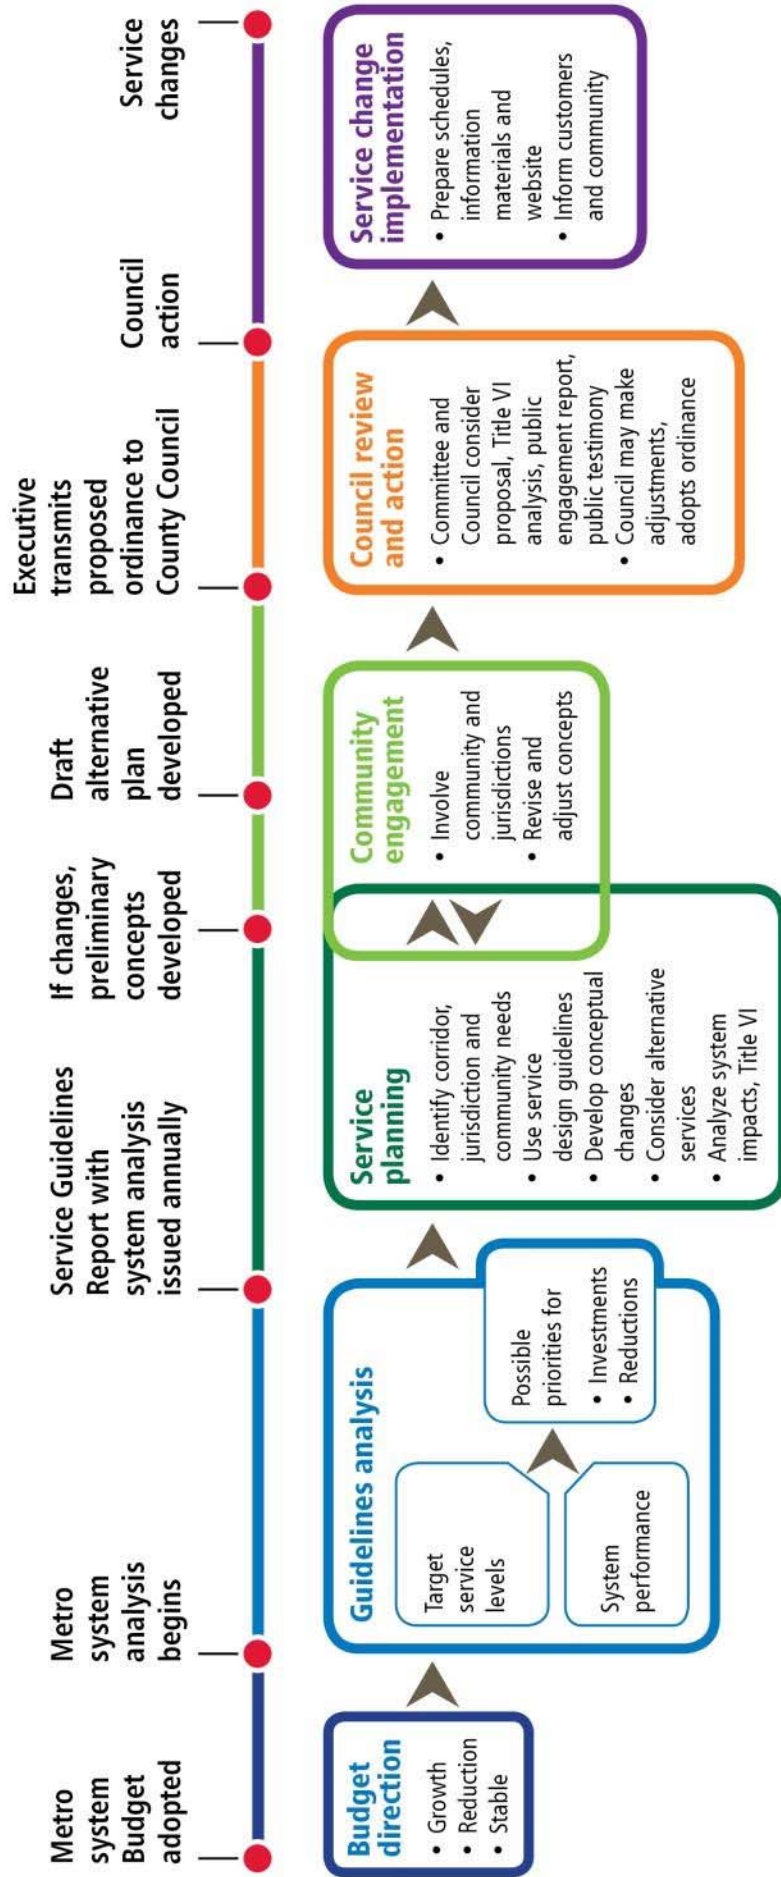 Metro
system
Budget
adopted
Metro
system
analysis
begins
Service Guidelines
Report with
system analysis
issued annually
If changes,
preliminary
concepts
developed
Draft
alternative
plan
developed
Executive
transmits
proposed
ordinance to
County Council
Council
action
Service
changes
Budget
direction
• Growth
• Reduction
• Stable
Guidelines analysis
Target
service
levels
System
performance
Possible
priorities for
• Investments
• Reductions
Service
planning
• Identify corridor,
jurisdiction and
community needs
• Use service
design guidelines
• Develop conceptual
changes
• Consider alternative
services
• Analyze system
impacts, Title VI
Community
engagement
• Involve
community and
jurisdictions
• Revise and
adjust concepts
Council review
and action
• Committee and
Council consider
proposal, Title VI
analysis, public
engagement report,
public testimony
• Council may make
adjustments,
adopts ordinance
Service change
implementation
• Prepare schedules,
information
materials and
website
• Inform customers
and community